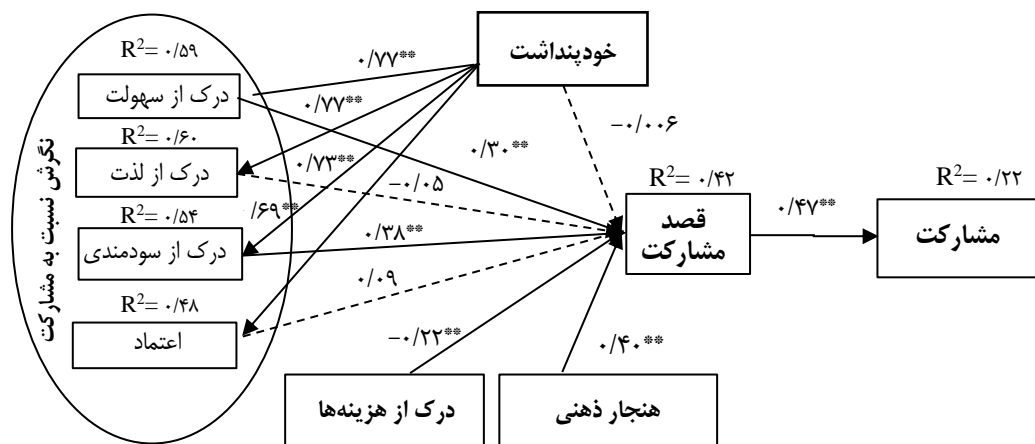 R²= ۰/۵۹
۰/۷۷**
خودپنداشت
درک از سهولت
۰/۷۷**
R²= ۰/۶۰
۰/۳۰**
-۰/۰۰۶
درک از لذت
۰/۷۳**
-۰/۰۵
R²= ۰/۴۲
R²= ۰/۲۲
نگرش نسبت به مشارکت
R²= ۰/۵۴
۰/۶۹**
۰/۳۸**
قصد
مشارکت
۰/۴۷**
مشارکت
درک از سودمندی
R²= ۰/۴۸
۰/۰۹
اعتماد
-۰/۲۲**
۰/۴۰**
درک از هزینه‌ها
هنجار ذهنی